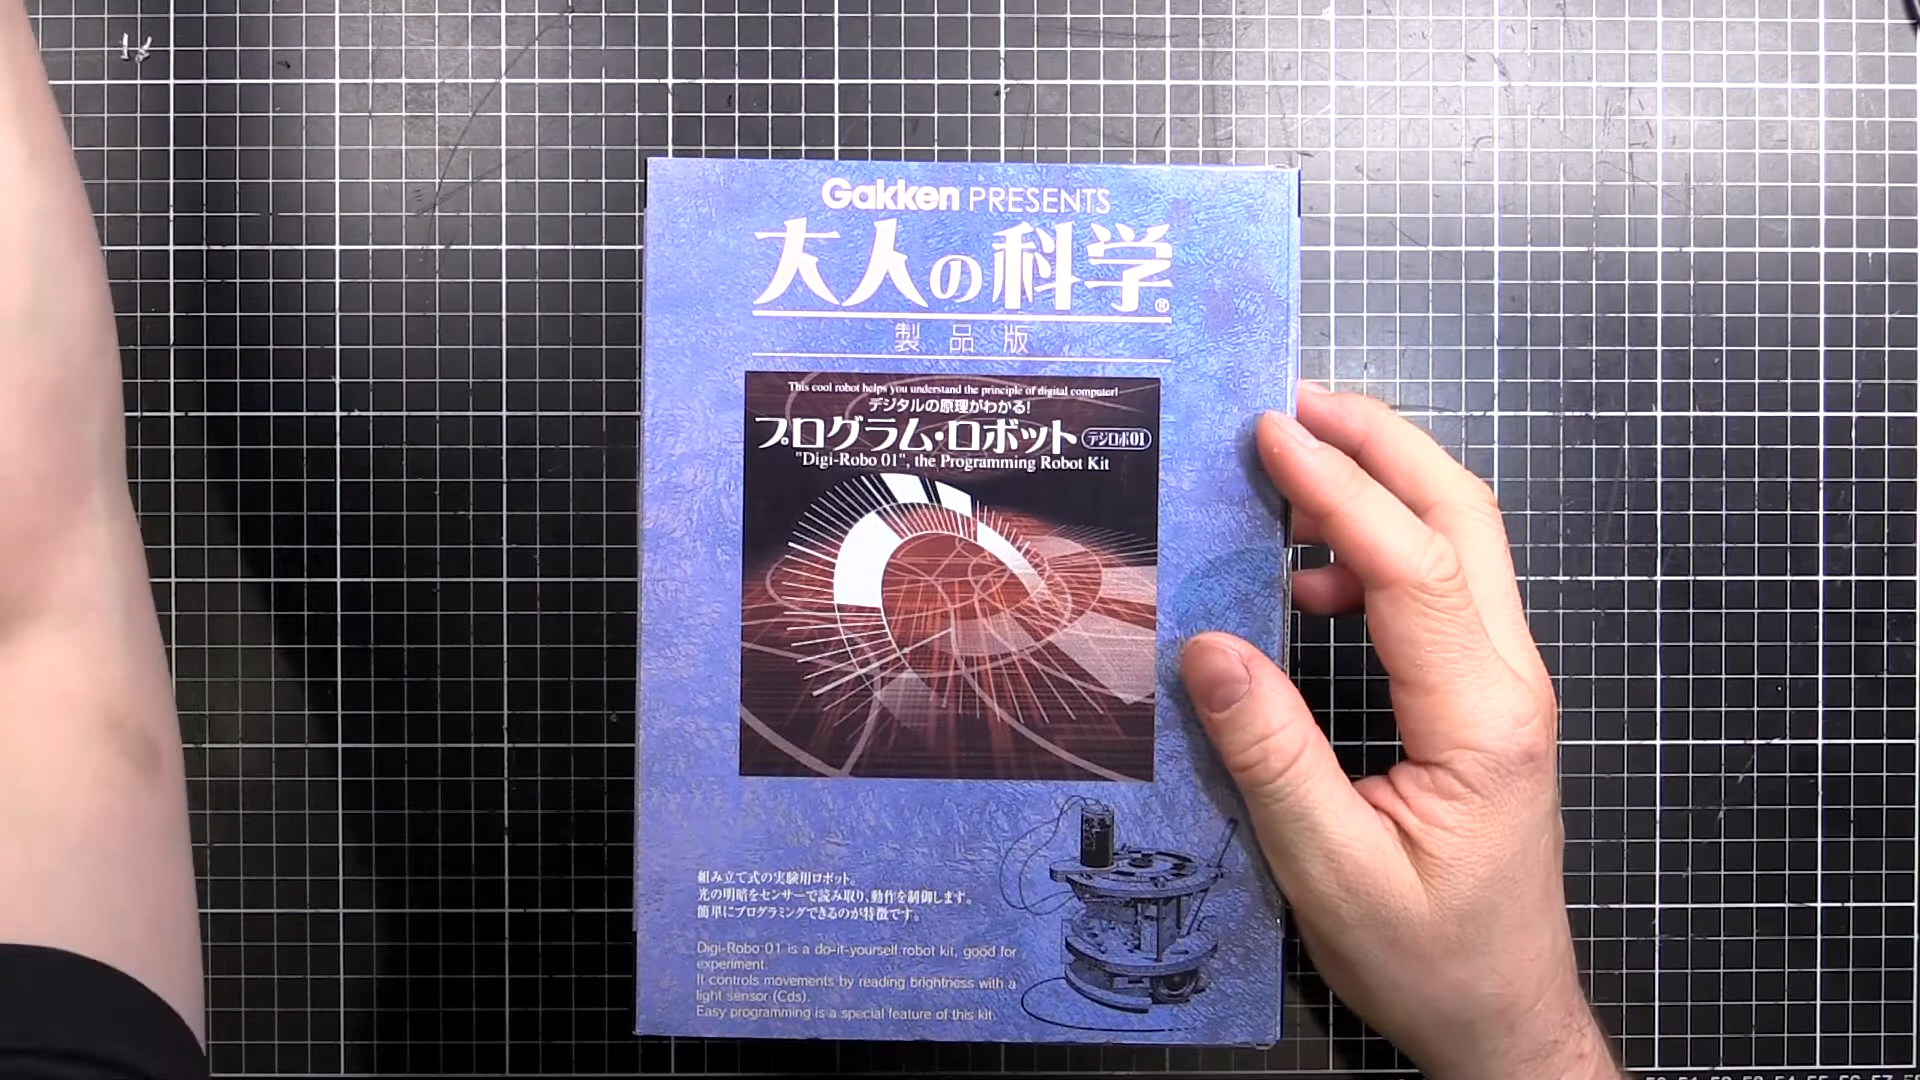 Gakken PRESENTS
大人の科学®
製品版
This cool robot helps you understand the principle of digital computer!
デジタルの原理がわかる!
プログラム・ロボット デジロボ01
"Digi-Robo 01", the Programming Robot Kit
組み立て式の実験用ロボット。
光の明暗をセンサーで読み取り、動作を制御します。
簡単にプログラミングできるのが特徴です。
Digi-Robo 01 is a do-it-yourself robot kit, good for
experiment.
It controls movements by reading brightness with a
light sensor (Cds).
Easy programming is a special feature of this kit.